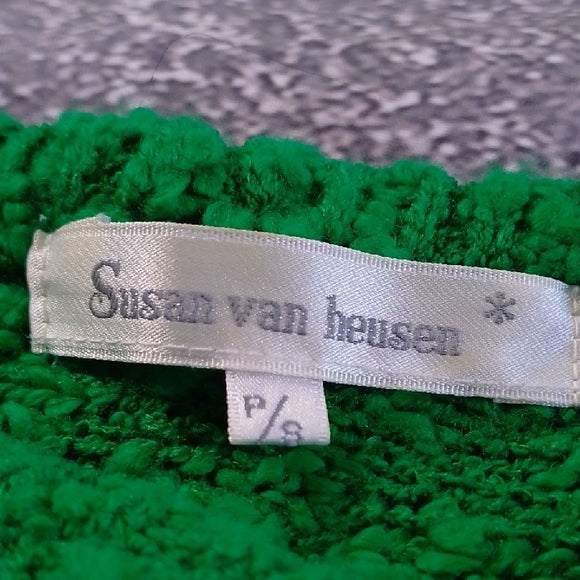 Susan van heusen *
P/S